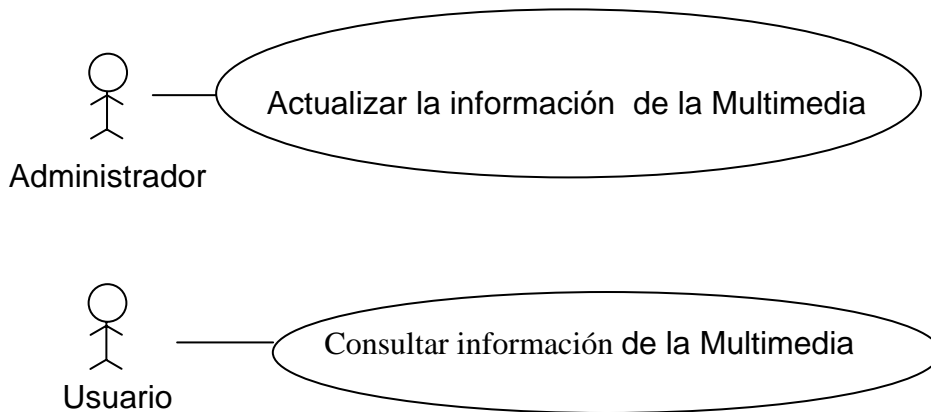 Actualizar la información de la Multimedia
Administrador
Consultar información de la Multimedia
Usuario